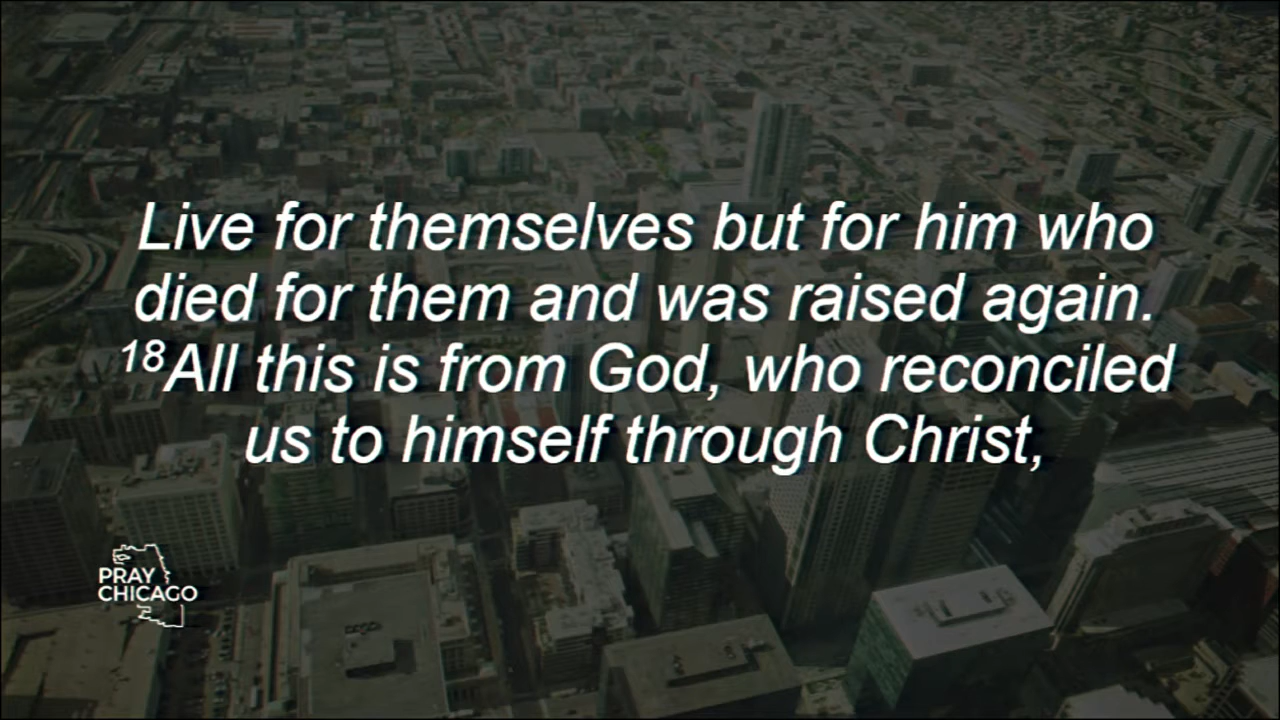 Live for themselves but for him who
died for them and was raised again.
¹⁸All this is from God, who reconciled
us to himself through Christ,
PRAY
CHICAGO